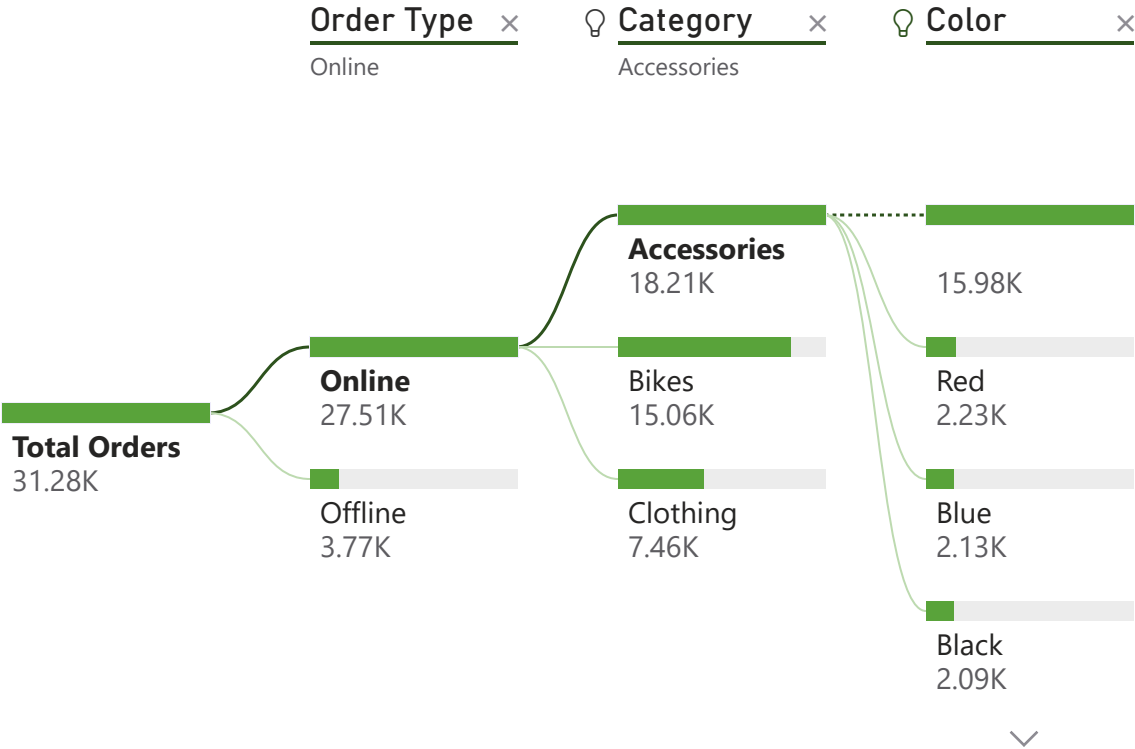 Order Type × Category × Color ×
Online Accessories
Accessories
18.21K
15.98K
Online
27.51K
Bikes
15.06K
Red
2.23K
Total Orders
31.28K
Offline
3.77K
Clothing
7.46K
Blue
2.13K
Black
2.09K